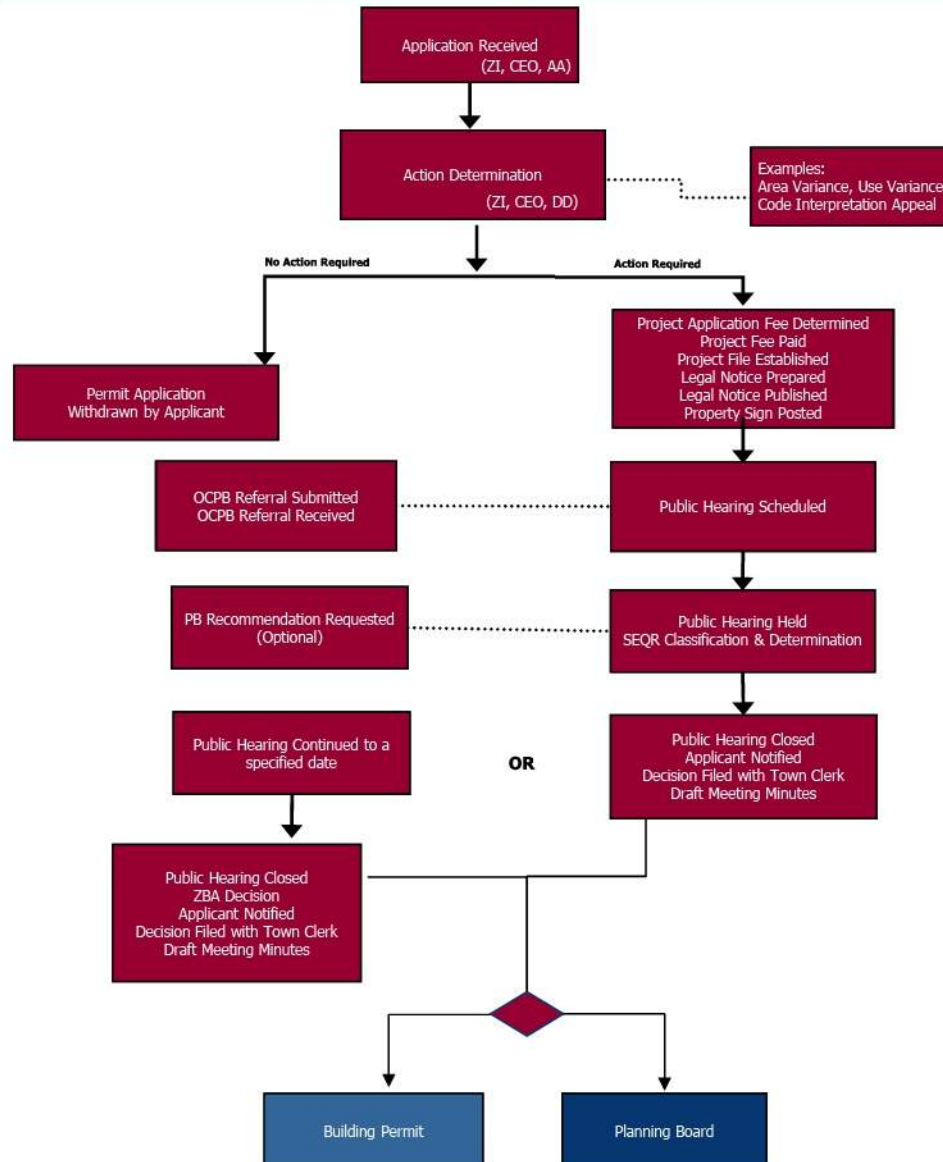 Application Received
(ZI, CEO, AA)
Action Determination
(ZI, CEO, DD)
Examples:
Area Variance, Use Variance
Code Interpretation Appeal
No Action Required
Action Required
Permit Application
Withdrawn by Applicant
Project Application Fee Determined
Project Fee Paid
Project File Established
Legal Notice Prepared
Legal Notice Published
Property Sign Posted
OCPB Referral Submitted
OCPB Referral Received
Public Hearing Scheduled
PB Recommendation Requested
(Optional)
Public Hearing Held
SEQR Classification & Determination
Public Hearing Continued to a
specified date
OR
Public Hearing Closed
Applicant Notified
Decision Filed with Town Clerk
Draft Meeting Minutes
Public Hearing Closed
ZBA Decision
Applicant Notified
Decision Filed with Town Clerk
Draft Meeting Minutes
Building Permit
Planning Board